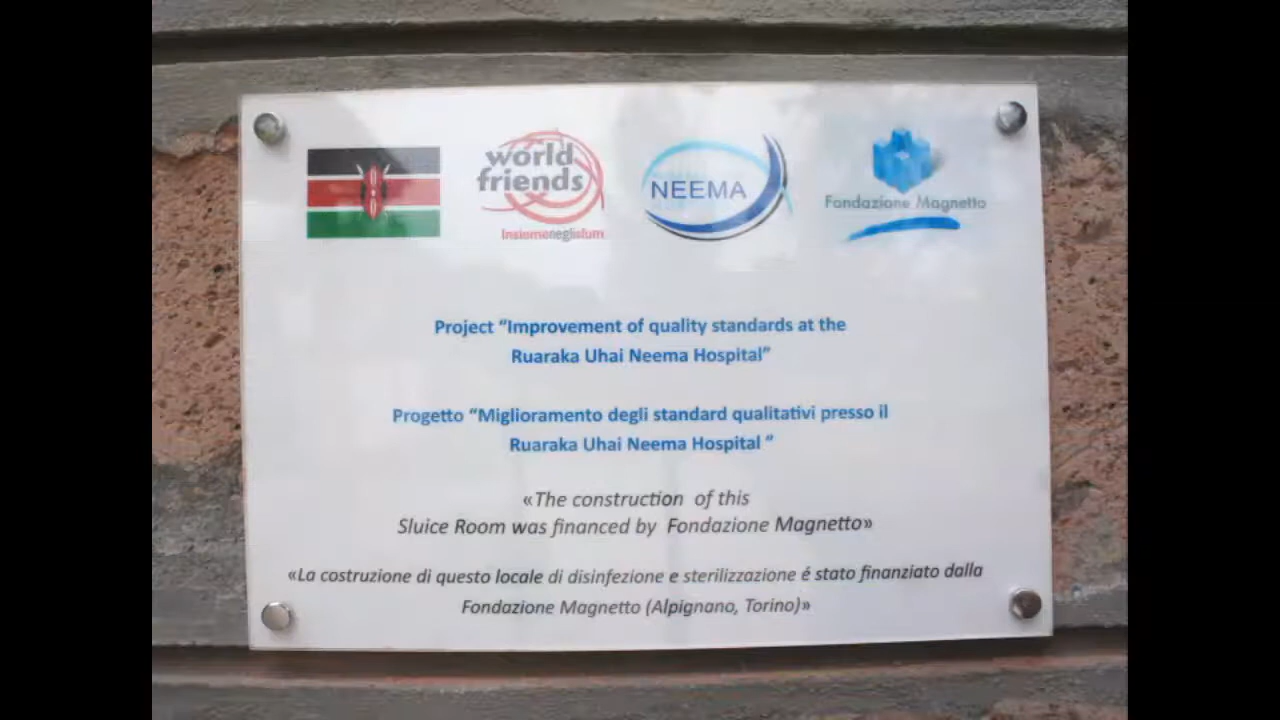 world
friends
Insiemeneglislum
NEEMA
Fondazione Magnetto
Project “Improvement of quality standards at the
Ruaraka Uhai Neema Hospital”
Progetto “Miglioramento degli standard qualitativi presso il
Ruaraka Uhai Neema Hospital ”
«The construction of this
Sluice Room was financed by Fondazione Magnetto»
«La costruzione di questo locale di disinfezione e sterilizzazione é stato finanziato dalla
Fondazione Magnetto (Alpignano, Torino)»